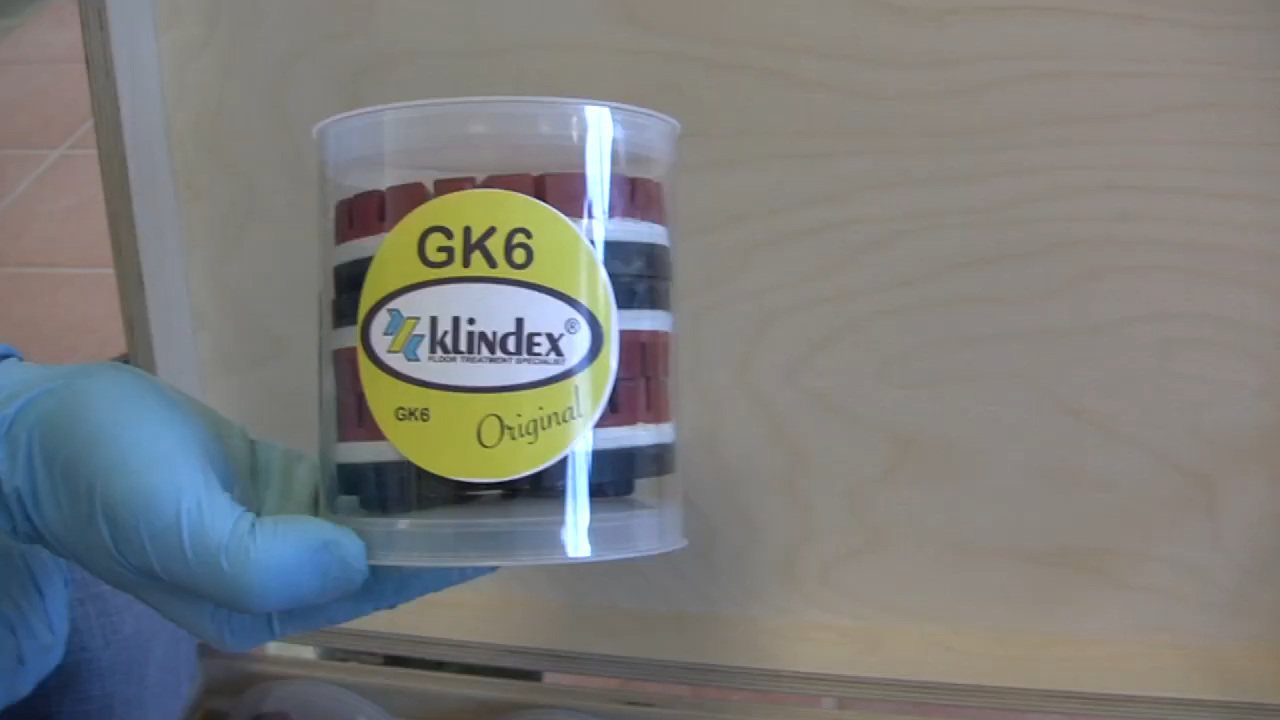 GK6
klindex®
FLOOR TREATMENT SPECIALIST
GK6
Original